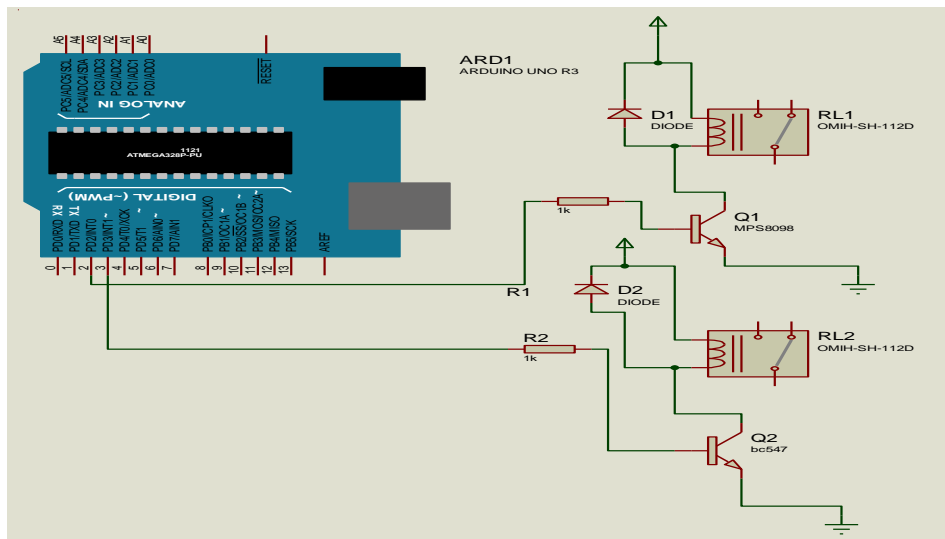 A5
A4
A3
A2
A1
A0
PC5/ADC5/SCL
PC4/ADC4/SDA
PC3/ADC3
PC2/ADC2
PC1/ADC1
PC0/ADC0
RESET
ANALOG IN
ARD1
ARDUINO UNO R3
1121
ATMEGA328P-PU
DIGITAL (~PWM)
RX
TX
~
~
~
~
~
~
PD0/RXD
PD1/TXD
PD2/INT0
PD3/INT1
PD4/T0/XCK
PD5/T1
PD6/AIN0
PD7/AIN1
PB0/ICP1/CLKO
PB1/OC1A
PB2/SS/OC1B
PB3/MOSI/OC2A
PB4/MISO
PB5/SCK
AREF
0
1
2
3
4
5
6
7
8
9
10
11
12
13
D1
DIODE
RL1
OMIH-SH-112D
1k
R1
Q1
MPS8098
D2
DIODE
RL2
OMIH-SH-112D
R2
1k
Q2
bc547